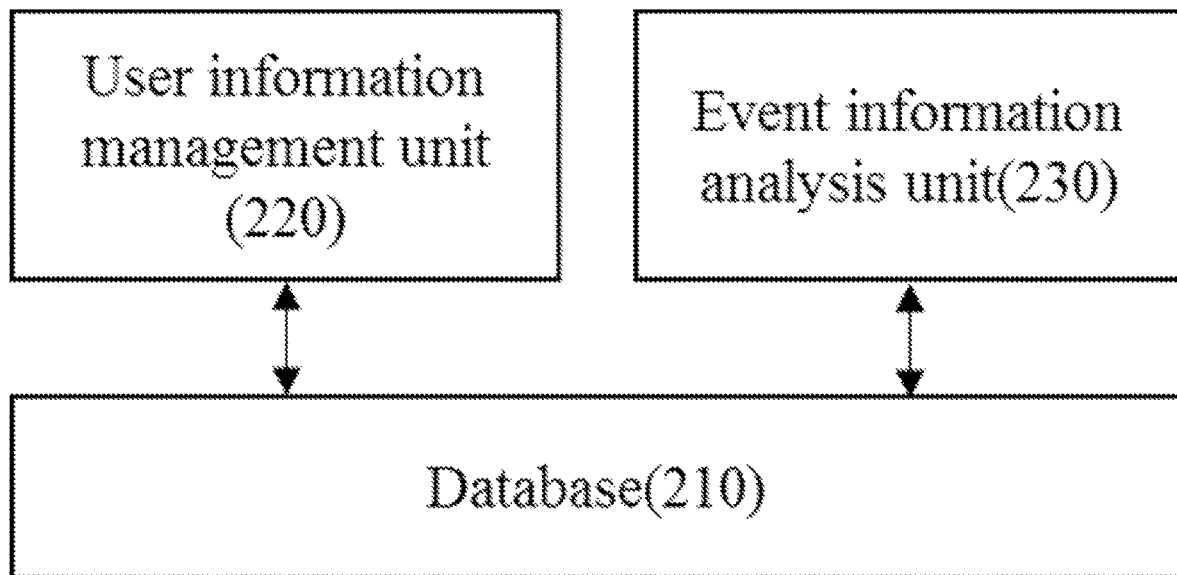 User information
management unit
(220)
Event information
analysis unit(230)
Database(210)